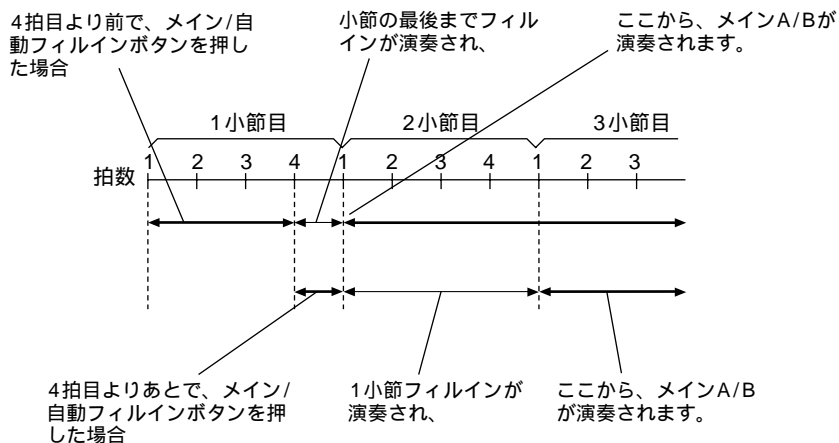 4拍目より前で、メイン/自
動フィルインボタンを押し
た場合
小節の最後までフィル
インが演奏され、
ここから、メインA/Bが
演奏されます。
1小節目
2小節目
3小節目
拍数
1 2 3 4 1 2 3 4 1 2 3
4拍目よりあとで、メイン/
自動フィルインボタンを押
した場合
1小節フィルインが
演奏され、
ここから、メインA/B
が演奏されます。